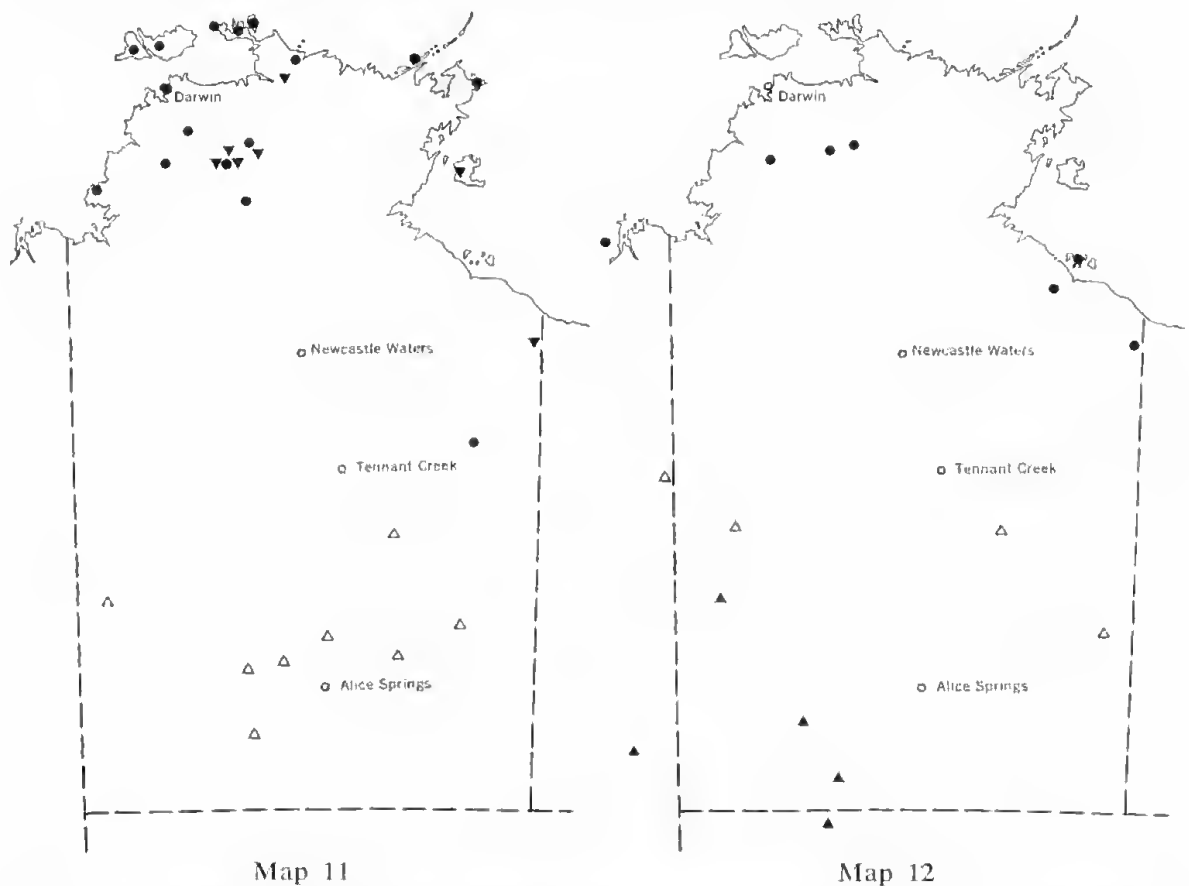 Darwin
Newcastle Waters
Tennant Creek
Alice Springs
Map 11
Darwin
Newcastle Waters
Tennant Creek
Alice Springs
Map 12